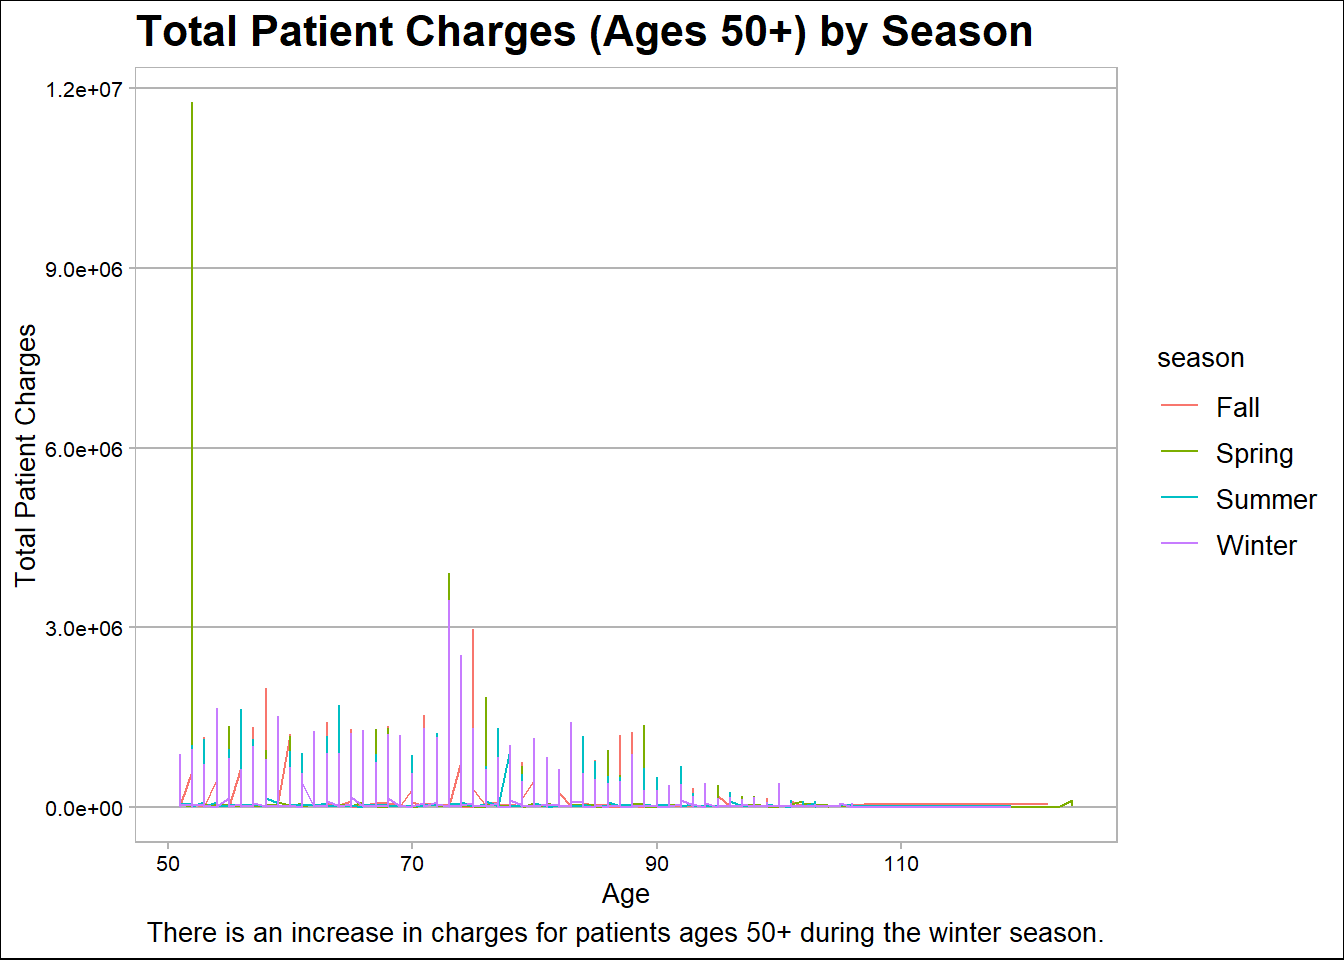 Total Patient Charges (Ages 50+) by Season
1.2e+07
9.0e+06
6.0e+06
3.0e+06
0.0e+00
Total Patient Charges
50 70 90 110
Age
season
Fall
Spring
Summer
Winter
There is an increase in charges for patients ages 50+ during the winter season.